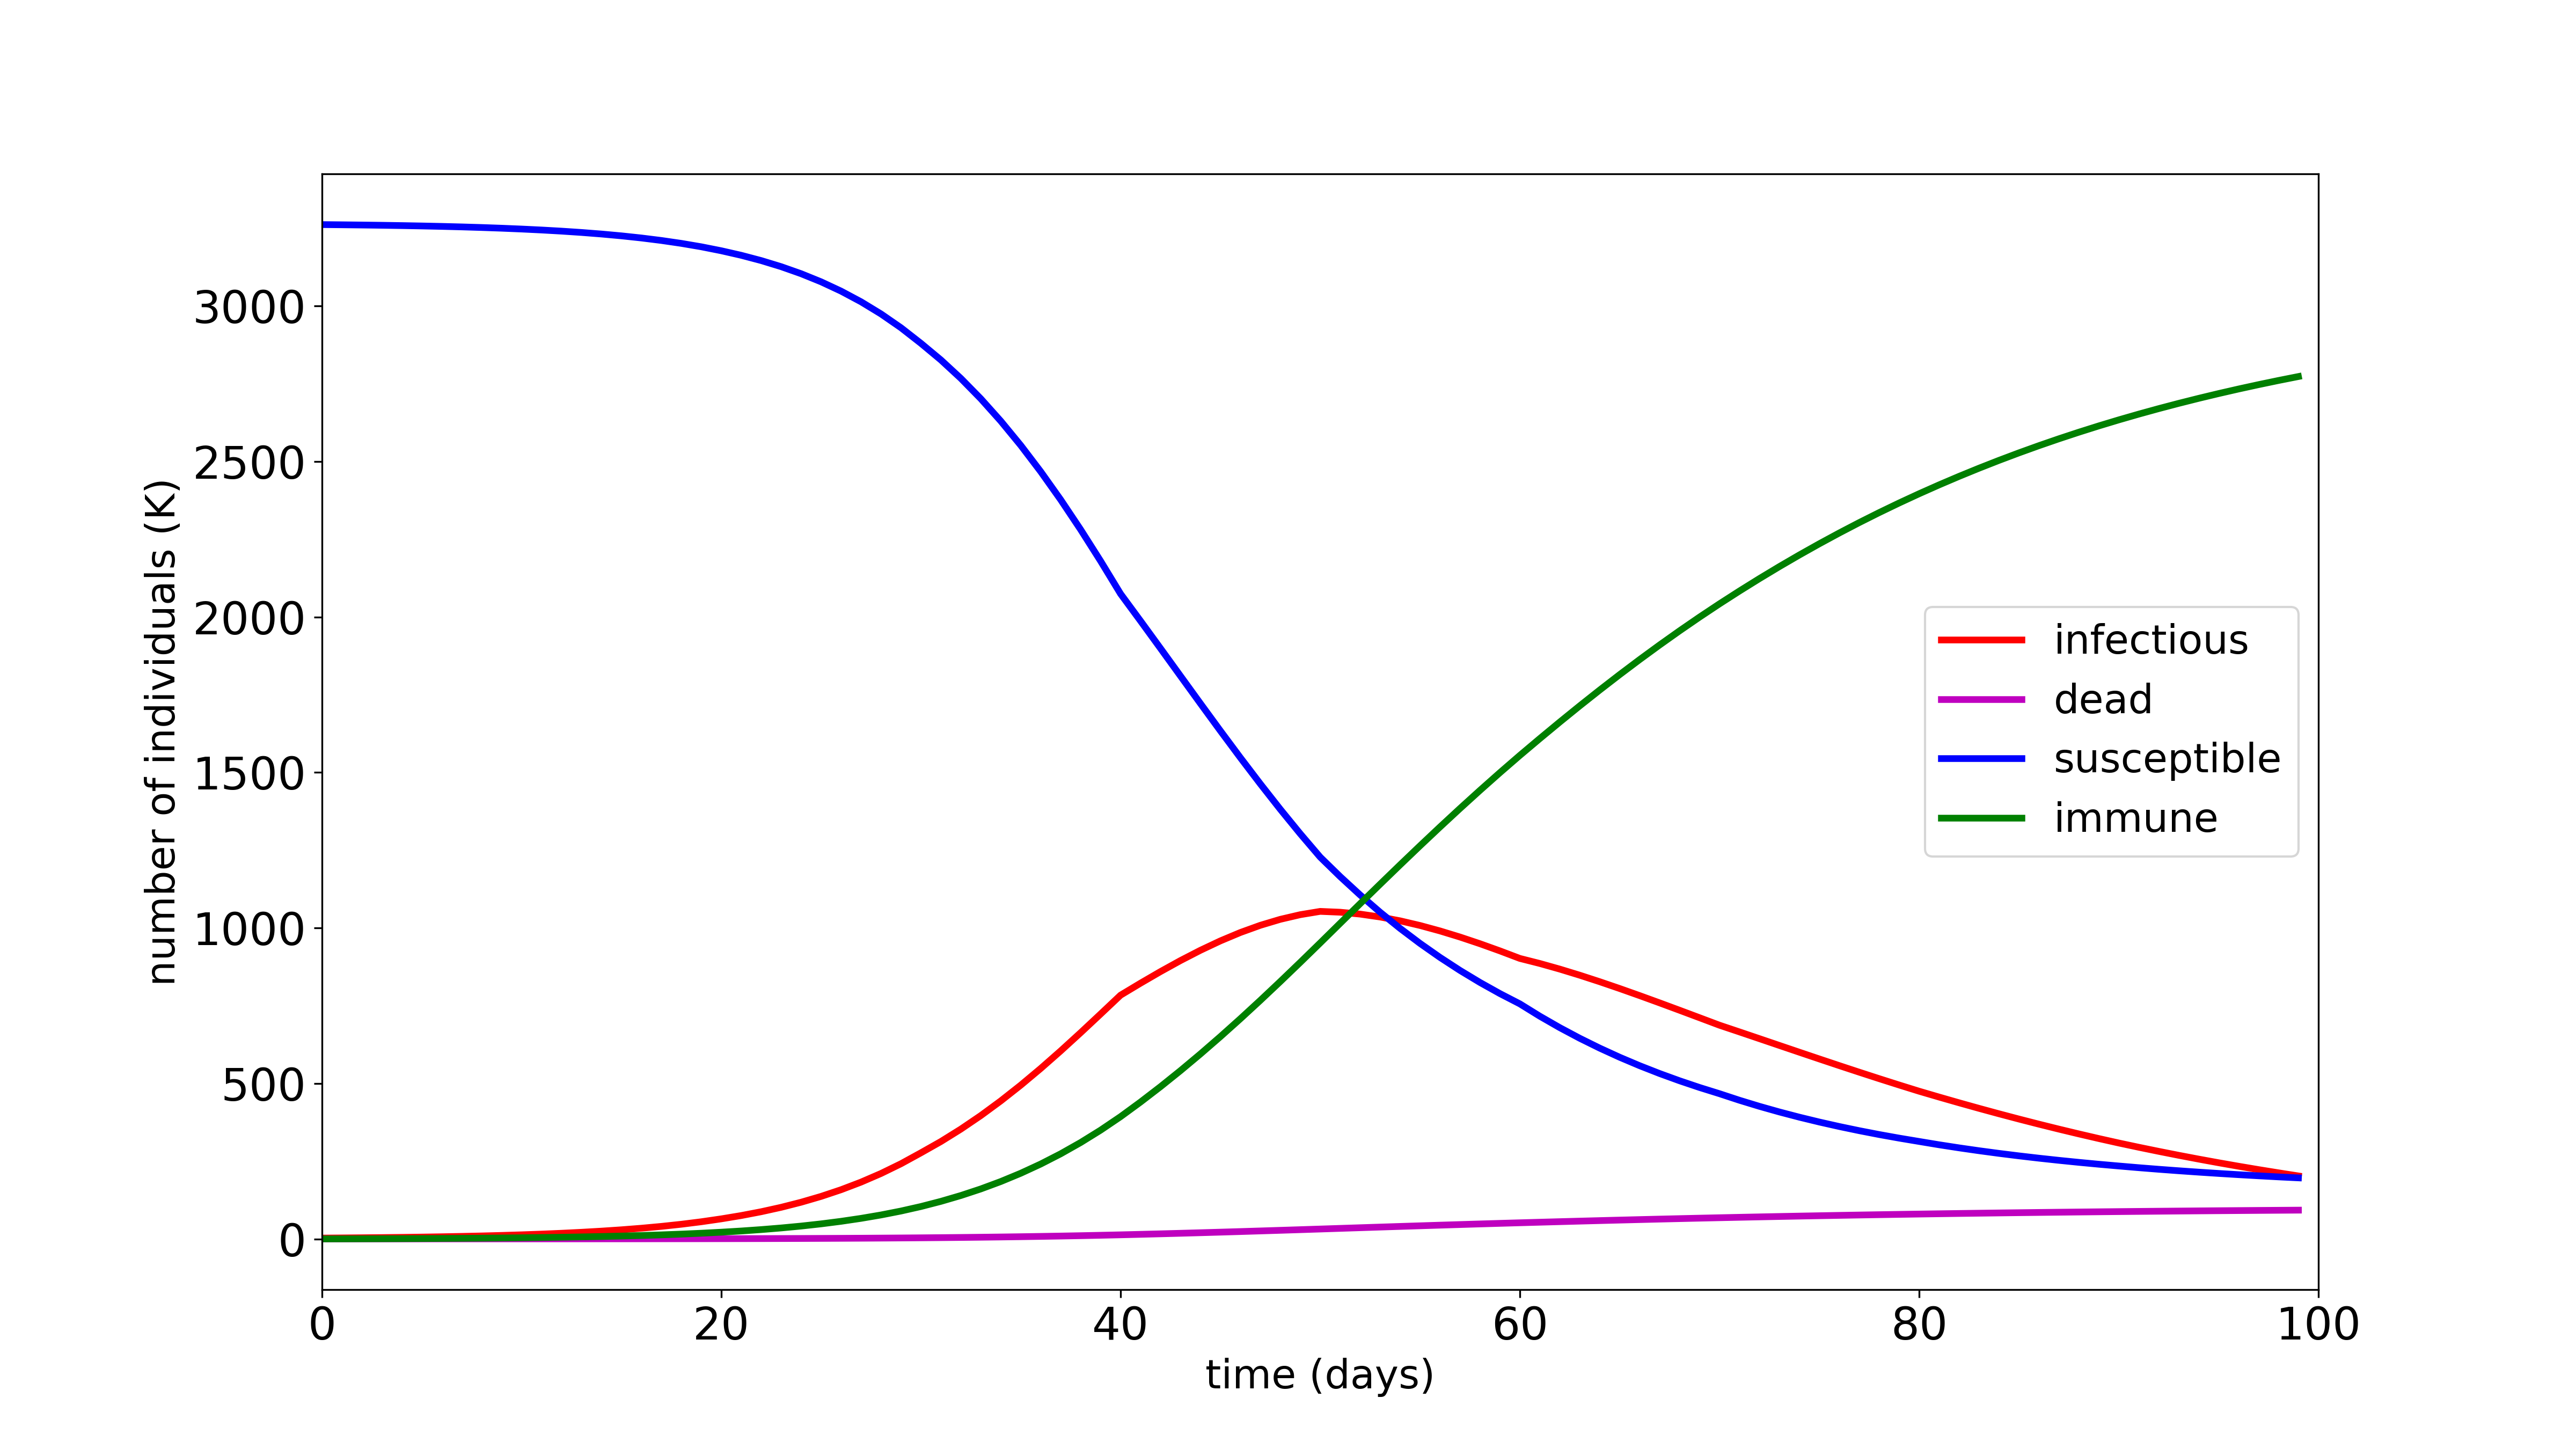 number of individuals (K)
3000
2500
2000
1500
1000
500
0
infectious
dead
susceptible
immune
0 20 40 60 80 100
time (days)